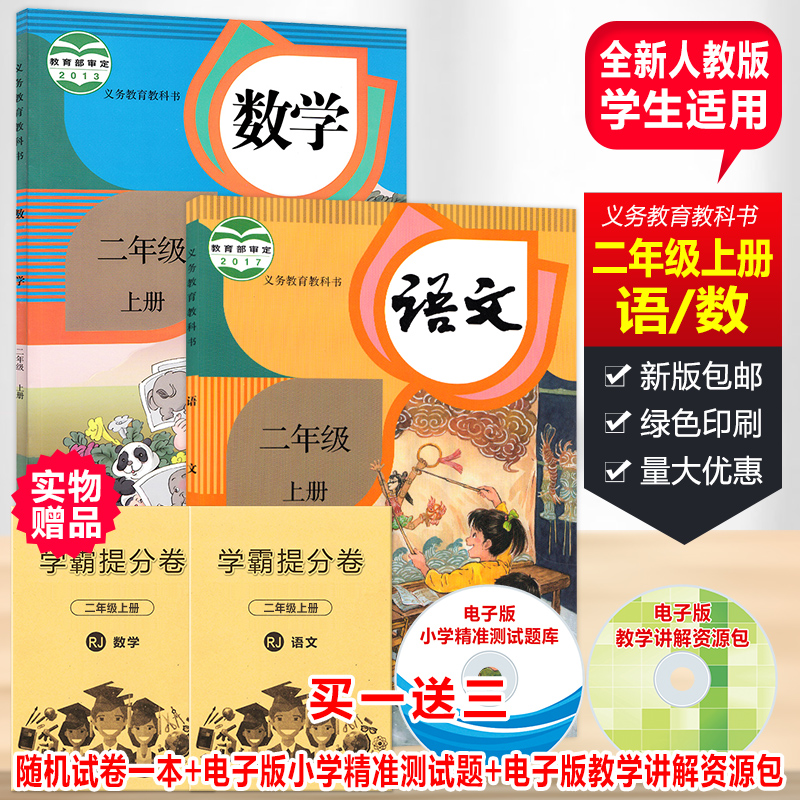 全新人教版
学生适用
义务教育教科书
二年级上册
语/数
新版包邮
绿色印刷
量大优惠
教育部审定
2013
义务教育教科书
数学
二年级
上册
义务教育教科书
数学
二年级 上册
教育部审定
2017
义务教育教科书
语文
二年级
上册
义务教育教科书
语文
实物
赠品
学霸提分卷
二年级上册
RJ 数学
学霸提分卷
二年级上册
RJ 语文
电子版
小学精准测试题库
电子版
教学讲解资源包
买一送三
随机试卷一本+电子版小学精准测试题+电子版教学讲解资源包